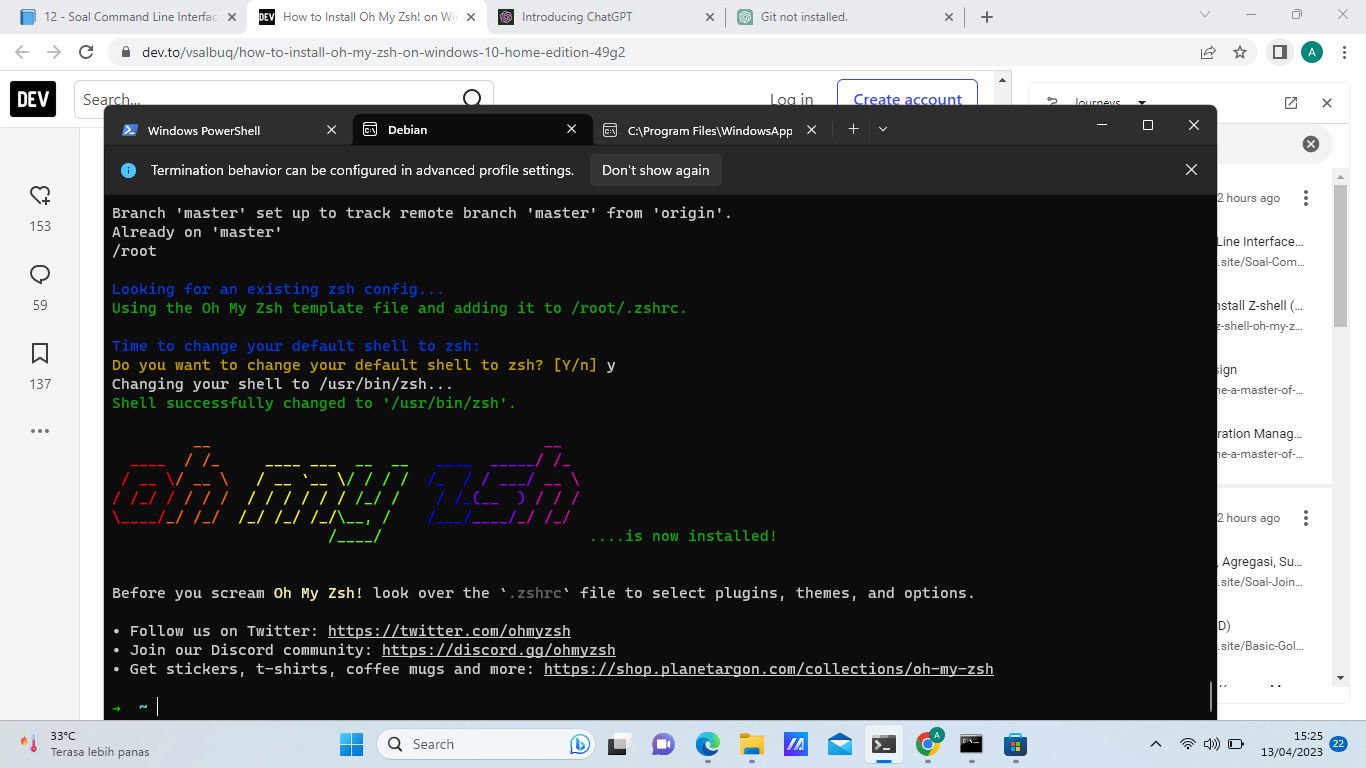 12 - Soal Command Line Interfac
DEV
How to Install Oh My Zsh! on Win
Introducing ChatGPT
Git not installed.
dev.to/vsalbuq/how-to-install-oh-my-zsh-on-windows-10-home-edition-49g2
A
DEV
Search...
Log in
Create account
Journeys
153
59
137
Windows PowerShell
Debian
C:\Program Files\WindowsApp
Termination behavior can be configured in advanced profile settings.
Don't show again
Branch 'master' set up to track remote branch 'master' from 'origin'.
Already on 'master'
/root
Looking for an existing zsh config...
Using the Oh My Zsh template file and adding it to /root/.zshrc.
Time to change your default shell to zsh:
Do you want to change your default shell to zsh? [Y/n] y
Changing your shell to /usr/bin/zsh...
Shell successfully changed to '/usr/bin/zsh'.
oh my zsh
....is now installed!
Before you scream Oh My Zsh! look over the `.zshrc` file to select plugins, themes, and options.
• Follow us on Twitter: https://twitter.com/ohmyzsh
• Join our Discord community: https://discord.gg/ohmyzsh
• Get stickers, t-shirts, coffee mugs and more: https://shop.planetargon.com/collections/oh-my-zsh
→ ~
2 hours ago
Line Interface...
.site/Soal-Com...
nstall Z-shell (...
z-shell-oh-my-z...
sign
ne-a-master-of-...
ration Manag...
ne-a-master-of-...
2 hours ago
, Agregasi, Su...
.site/Soal-Join...
D)
.site/Basic-Gol...
33°C
Terasa lebih panas
Search
A
15:25
13/04/2023
22